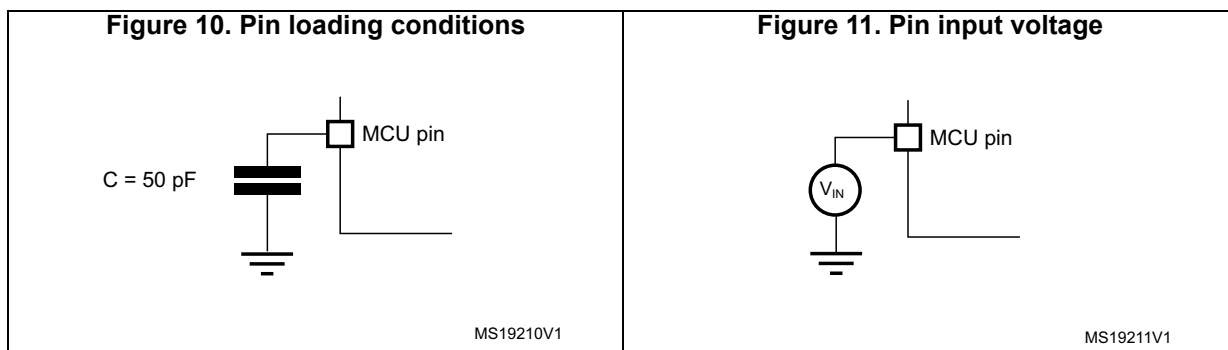 Figure 10. Pin loading conditions
MCU pin
C = 50 pF
MS19210V1
Figure 11. Pin input voltage
MCU pin
VIN
MS19211V1